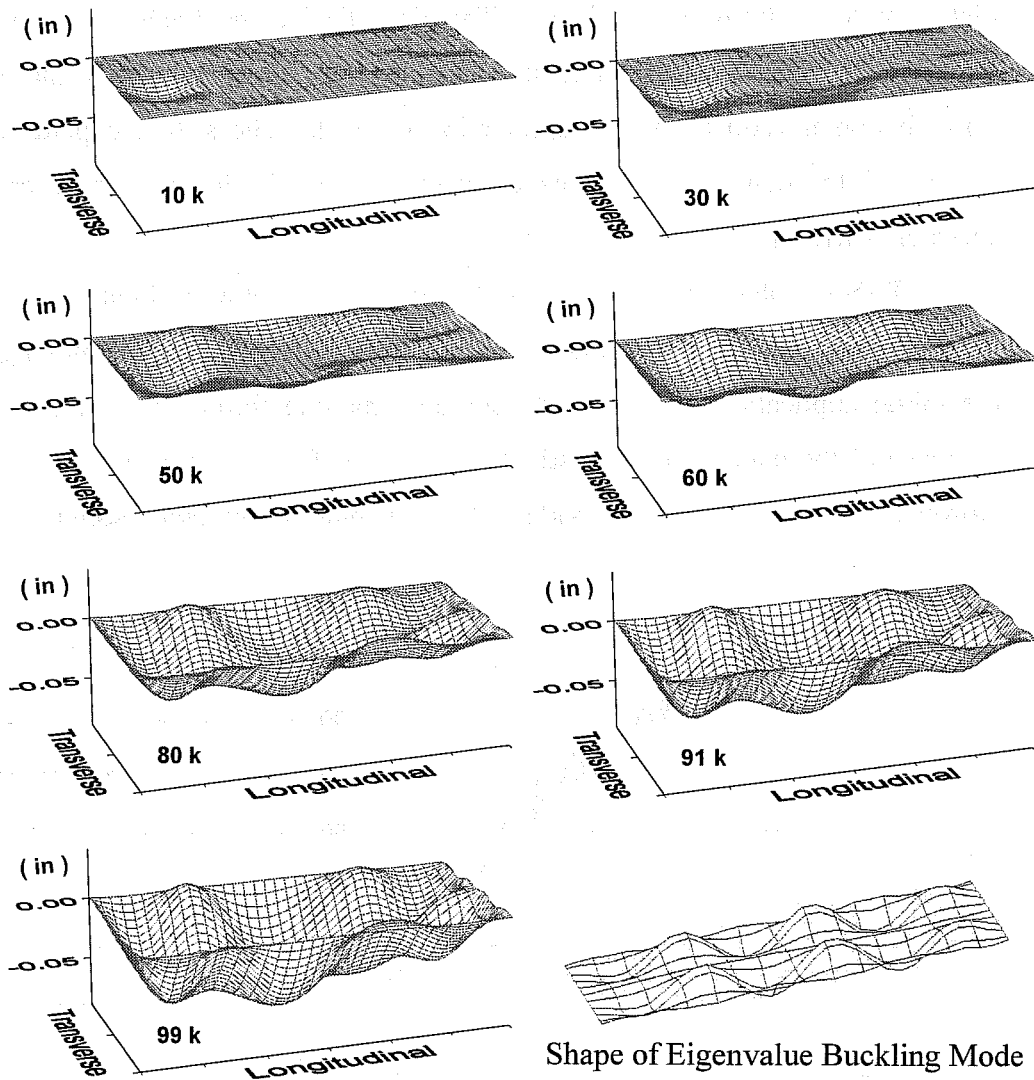 ( in )
0.00
-0.05
Transverse
10 k
Longitudinal
( in )
0.00
-0.05
Transverse
30 k
Longitudinal
( in )
0.00
-0.05
Transverse
50 k
Longitudinal
( in )
0.00
-0.05
Transverse
60 k
Longitudinal
( in )
0.00
-0.05
Transverse
80 k
Longitudinal
( in )
0.00
-0.05
Transverse
91 k
Longitudinal
( in )
0.00
-0.05
Transverse
99 k
Longitudinal
Shape of Eigenvalue Buckling Mode